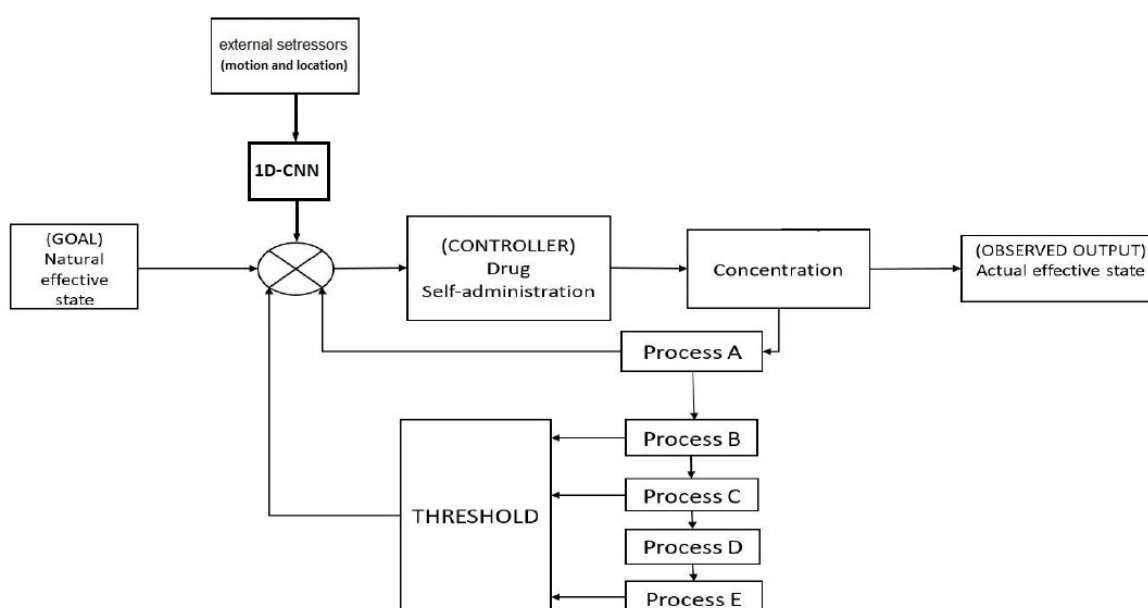 external setressors
(motion and location)
1D-CNN
(GOAL)
Natural
effective
state
(CONTROLLER)
Drug
Self-administration
Concentration
(OBSERVED OUTPUT)
Actual effective state
Process A
Process B
Process C
THRESHOLD
Process D
Process E